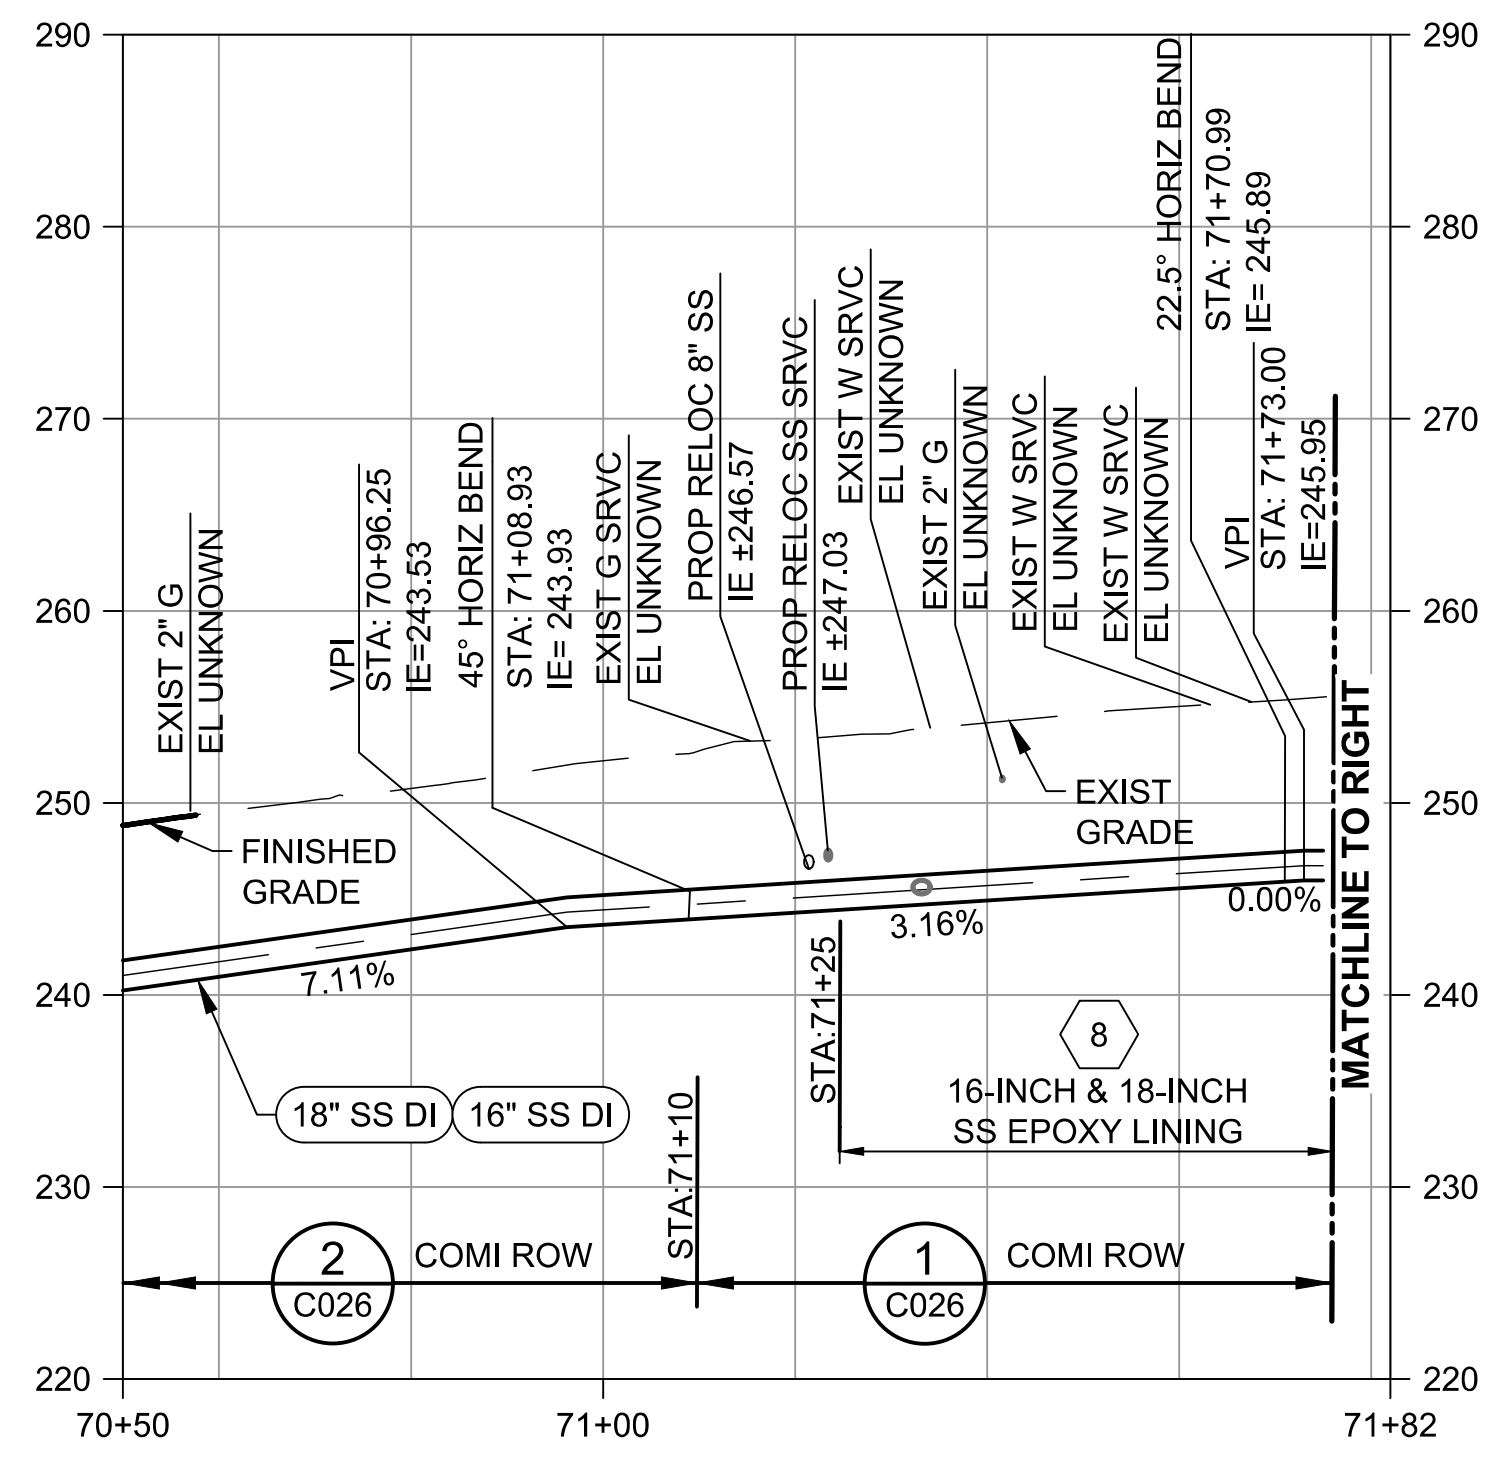 290
290
280
280
270
270
260
260
250
250
240
240
230
230
220
220
70+50
71+00
71+82
EXIST 2" G
EL UNKNOWN
VPI
STA: 70+96.25
IE=243.53
45° HORIZ BEND
STA: 71+08.93
IE= 243.93
EXIST G SRVC
EL UNKNOWN
PROP RELOC 8" SS
IE ±246.57
PROP RELOC SS SRVC
IE ±247.03
EXIST W SRVC
EL UNKNOWN
EXIST 2" G
EL UNKNOWN
EXIST W SRVC
EL UNKNOWN
EXIST W SRVC
EL UNKNOWN
22.5° HORIZ BEND
STA: 71+70.99
IE= 245.89
VPI
STA: 71+73.00
IE=245.95
MATCHLINE TO RIGHT
EXIST
GRADE
FINISHED
GRADE
7.11%
3.16%
0.00%
18" SS DI
16" SS DI
STA:71+25
8
16-INCH & 18-INCH
SS EPOXY LINING
STA:71+10
2
C026
COMI ROW
1
C026
COMI ROW